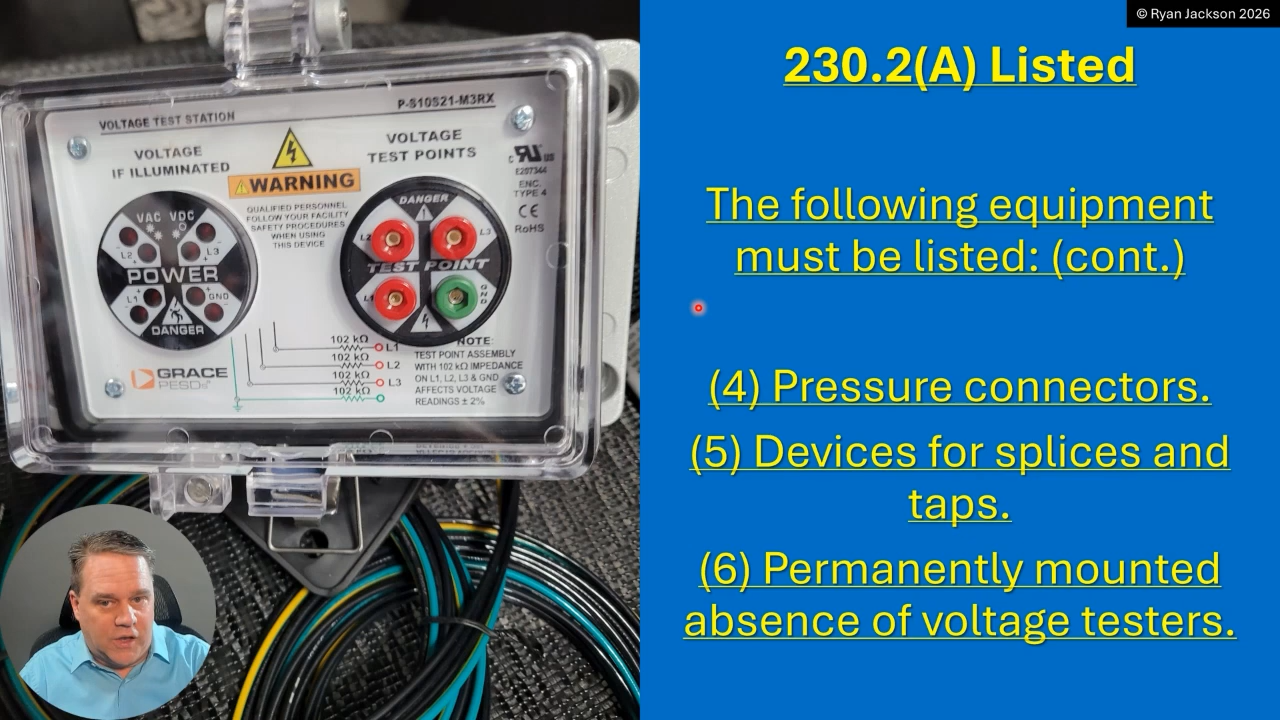 © Ryan Jackson 2026
230.2(A) Listed
The following equipment
must be listed: (cont.)
(4) Pressure connectors.
(5) Devices for splices and
taps.
(6) Permanently mounted
absence of voltage testers.
VOLTAGE TEST STATION
P-S10S21-M3RX
VOLTAGE
IF ILLUMINATED
WARNING
QUALIFIED PERSONNEL
FOLLOW YOUR FACILITY
SAFETY PROCEDURES
WHEN USING
THIS DEVICE
VOLTAGE
TEST POINTS
c US
E207344
ENC.
TYPE 4
CE
RoHS
VAC VDC
L2 L3
POWER
L1 GND
DANGER
DANGER
L2 L3
TEST POINT
L1 GND
102 kΩ L1
102 kΩ L2
102 kΩ L3
102 kΩ
NOTE:
TEST POINT ASSEMBLY
WITH 102 kΩ IMPEDANCE
ON L1, L2, L3 & GND
AFFECTS VOLTAGE
READINGS ± 2%
GRACE
PESDs